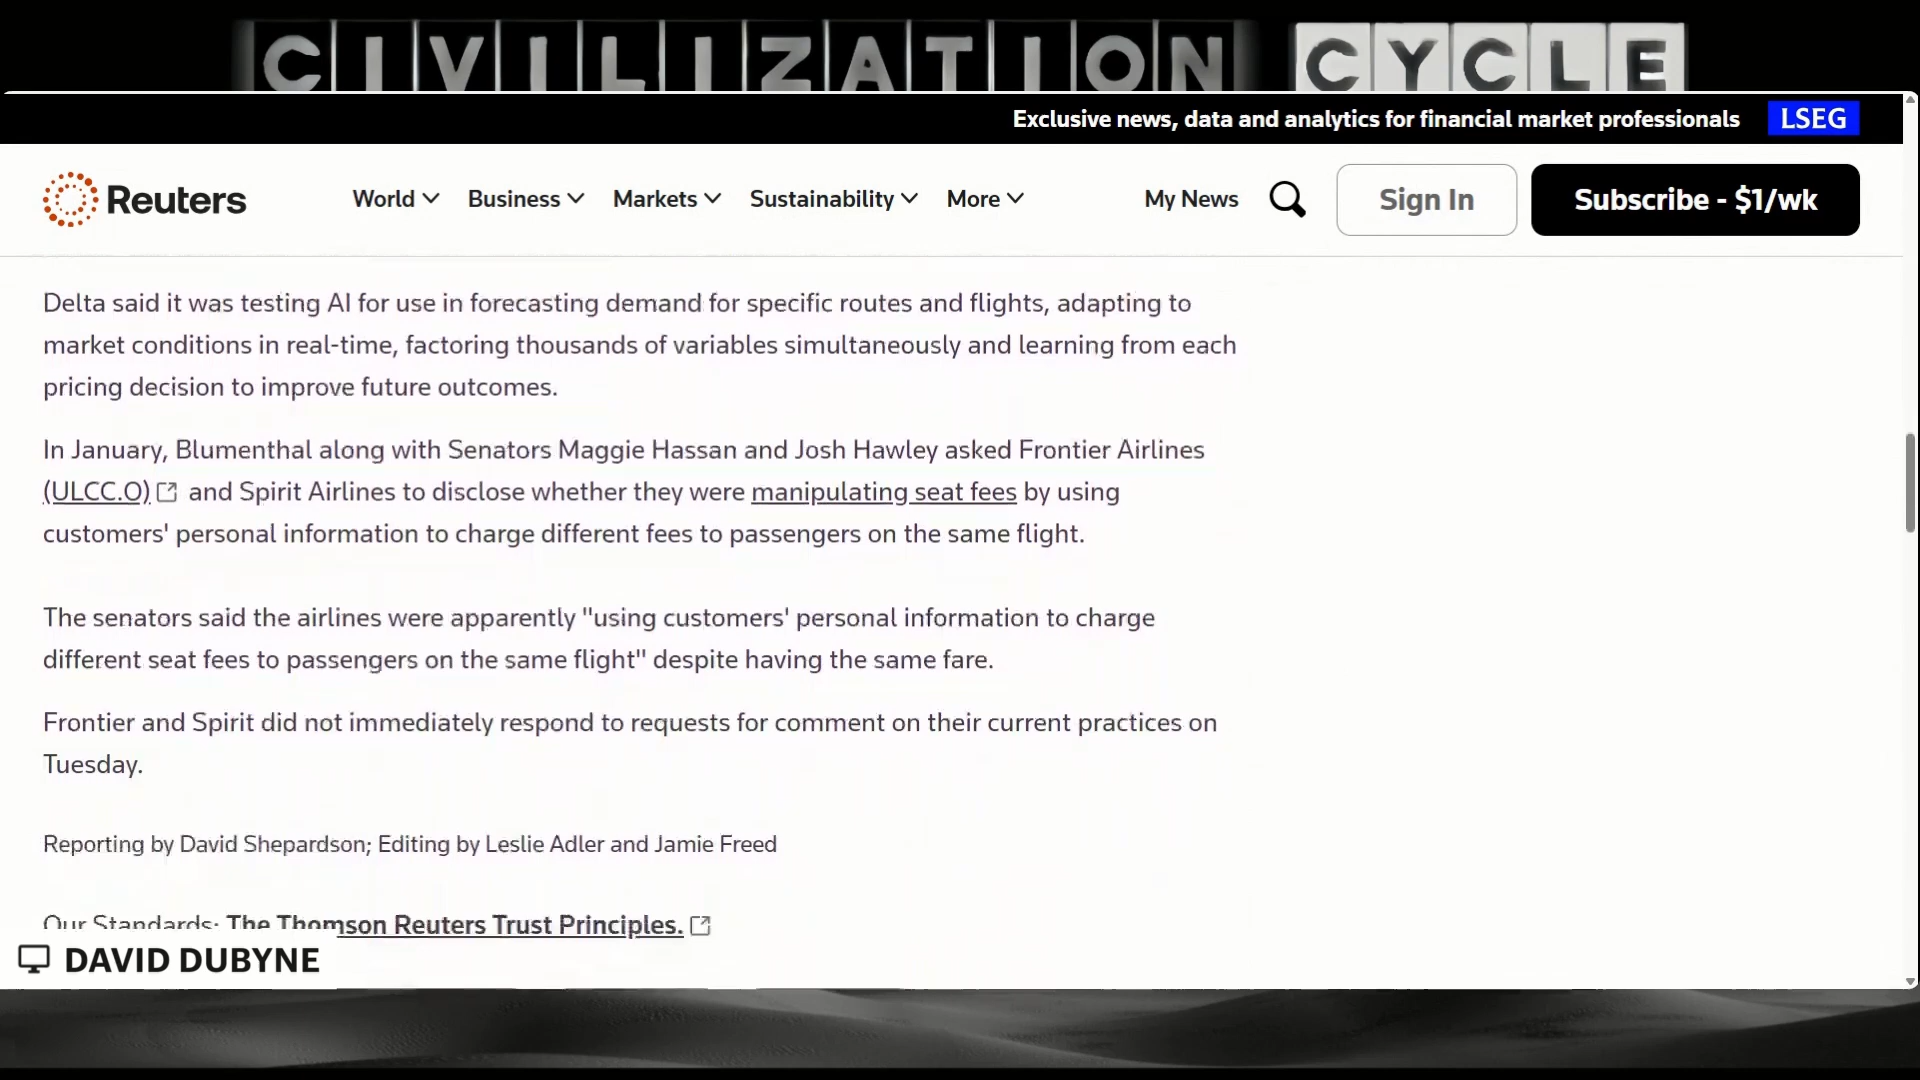 CIVILIZATION CYCLE
Exclusive news, data and analytics for financial market professionals LSEG
Reuters World Business Markets Sustainability More My News Sign In Subscribe - $1/wk
Delta said it was testing AI for use in forecasting demand for specific routes and flights, adapting to
market conditions in real-time, factoring thousands of variables simultaneously and learning from each
pricing decision to improve future outcomes.
In January, Blumenthal along with Senators Maggie Hassan and Josh Hawley asked Frontier Airlines
(ULCC.O) and Spirit Airlines to disclose whether they were manipulating seat fees by using
customers' personal information to charge different fees to passengers on the same flight.
The senators said the airlines were apparently "using customers' personal information to charge
different seat fees to passengers on the same flight" despite having the same fare.
Frontier and Spirit did not immediately respond to requests for comment on their current practices on
Tuesday.
Reporting by David Shepardson; Editing by Leslie Adler and Jamie Freed
Our Standards: The Thomson Reuters Trust Principles.
DAVID DUBYNE